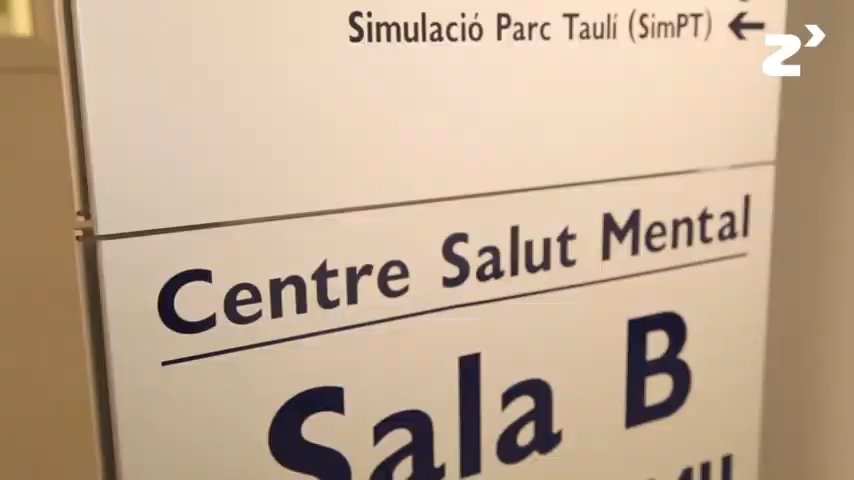 Simulació Parc Taulí (SimPT) ←
Centre Salut Mental
Sala B